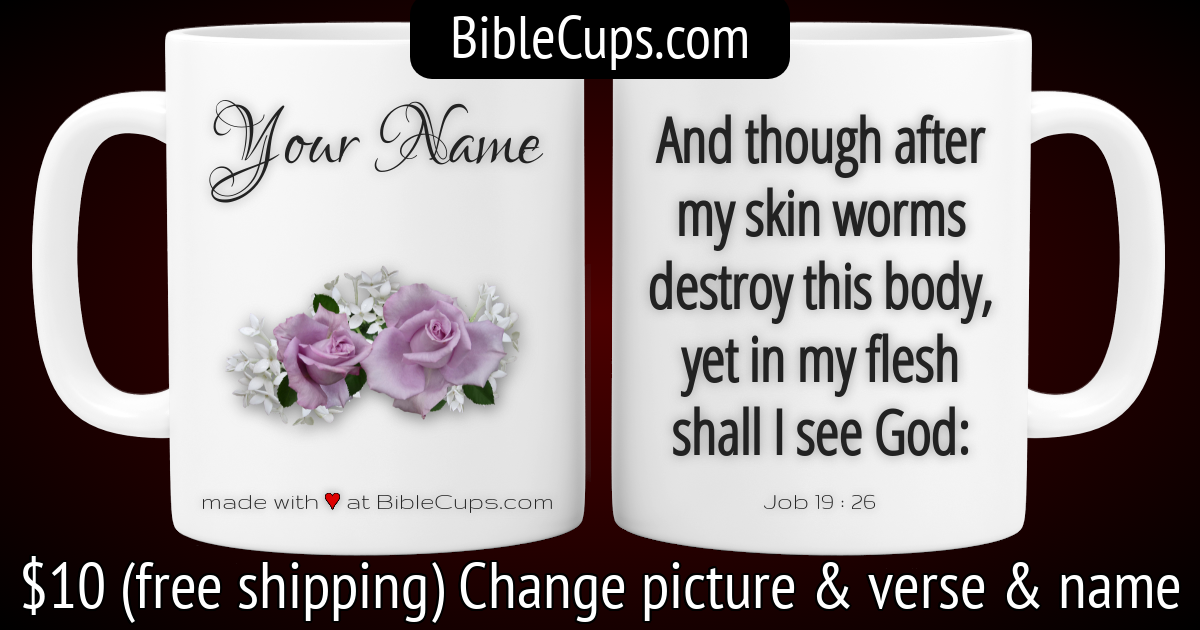 BibleCups.com
Your Name
made with ♥ at BibleCups.com
And though after
my skin worms
destroy this body,
yet in my flesh
shall I see God:
Job 19 : 26
$10 (free shipping) Change picture & verse & name